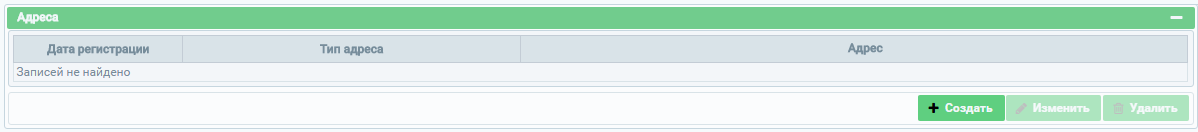 Адреса
Дата регистрации Тип адреса Адрес
Записей не найдено
Создать Изменить Удалить